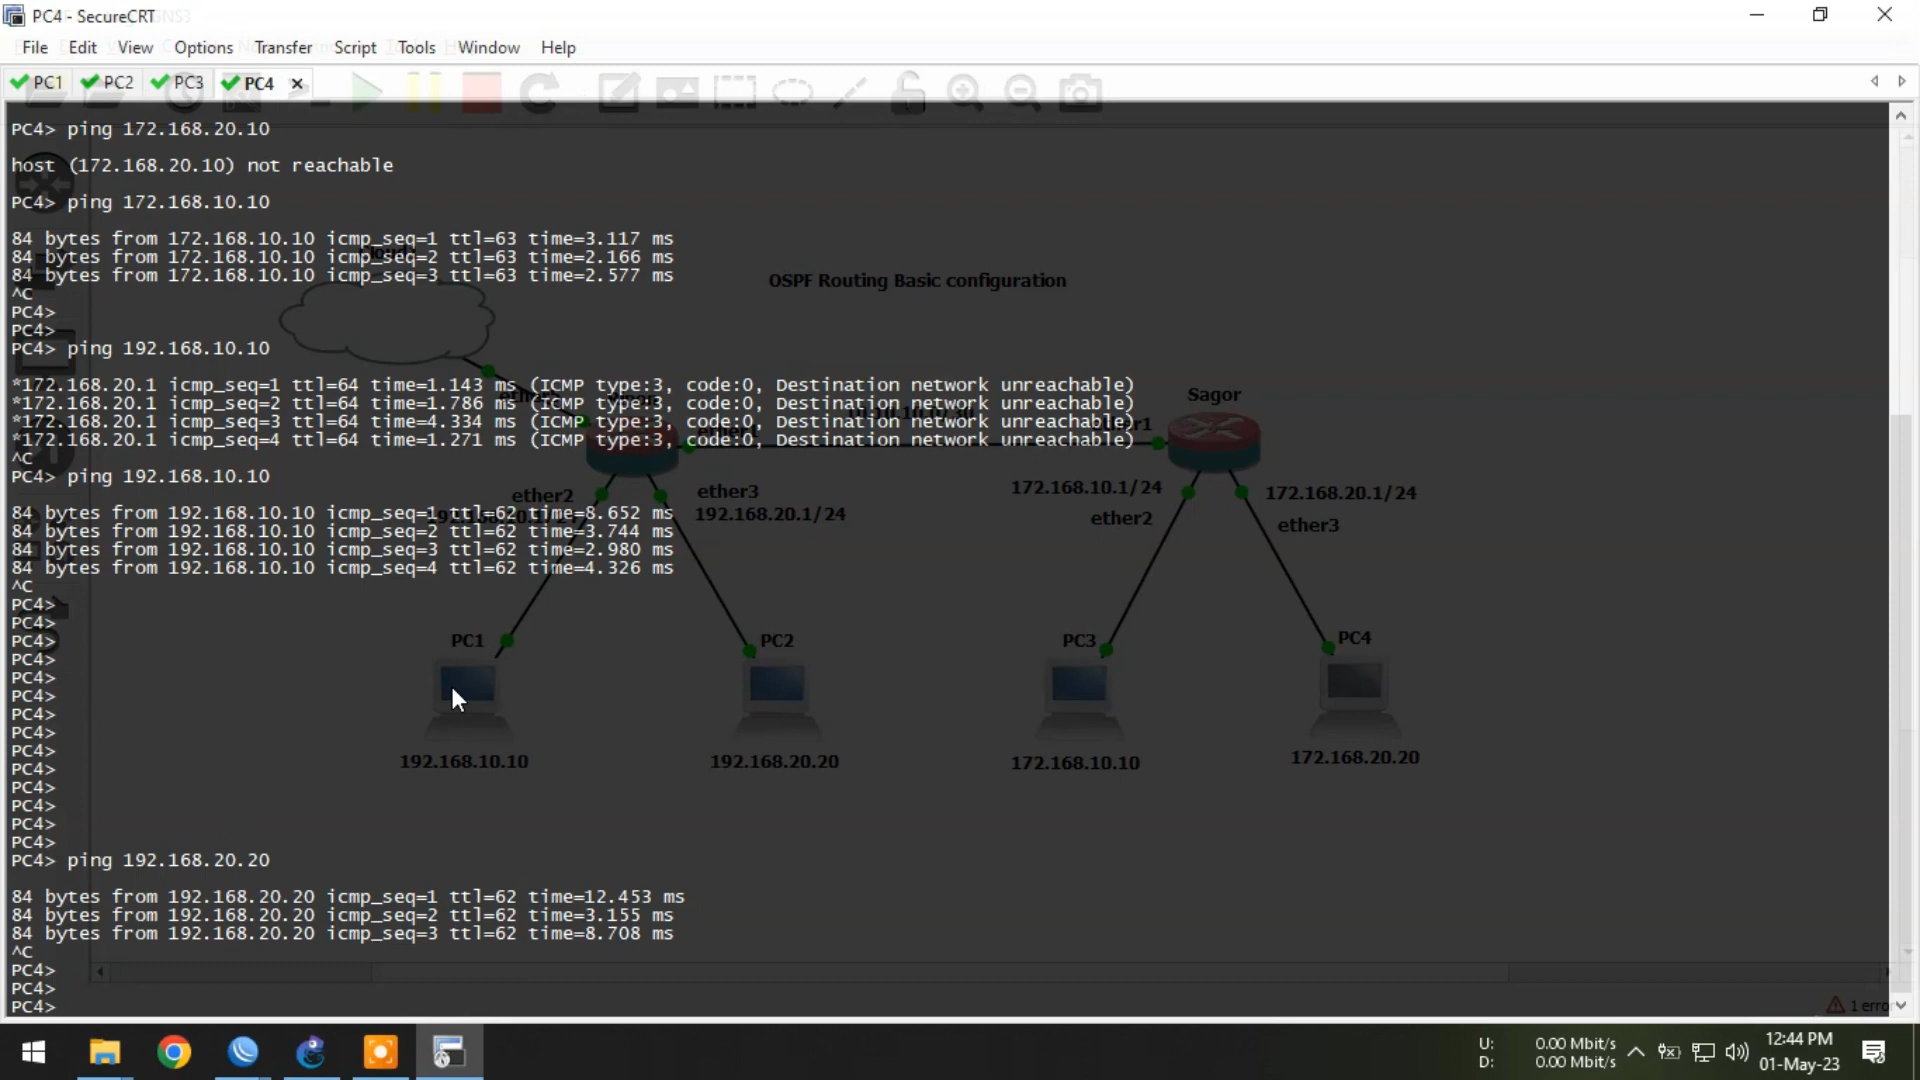 PC4 - SecureCRT
File Edit View Options Transfer Script Tools Window Help
PC1 PC2 PC3 PC4
PC4> ping 172.168.20.10
host (172.168.20.10) not reachable
PC4> ping 172.168.10.10
84 bytes from 172.168.10.10 icmp_seq=1 ttl=63 time=3.117 ms
84 bytes from 172.168.10.10 icmp_seq=2 ttl=63 time=2.166 ms
84 bytes from 172.168.10.10 icmp_seq=3 ttl=63 time=2.577 ms
^C
PC4>
PC4>
PC4> ping 192.168.10.10
*172.168.20.1 icmp_seq=1 ttl=64 time=1.143 ms (ICMP type:3, code:0, Destination network unreachable)
*172.168.20.1 icmp_seq=2 ttl=64 time=1.786 ms (ICMP type:3, code:0, Destination network unreachable)
*172.168.20.1 icmp_seq=3 ttl=64 time=4.334 ms (ICMP type:3, code:0, Destination network unreachable)
*172.168.20.1 icmp_seq=4 ttl=64 time=1.271 ms (ICMP type:3, code:0, Destination network unreachable)
^C
PC4> ping 192.168.10.10
84 bytes from 192.168.10.10 icmp_seq=1 ttl=62 time=8.652 ms
84 bytes from 192.168.10.10 icmp_seq=2 ttl=62 time=3.744 ms
84 bytes from 192.168.10.10 icmp_seq=3 ttl=62 time=2.980 ms
84 bytes from 192.168.10.10 icmp_seq=4 ttl=62 time=4.326 ms
^C
PC4>
PC4>
PC4>
PC4>
PC4>
PC4>
PC4>
PC4>
PC4>
PC4>
PC4>
PC4>
PC4>
PC4>
PC4> ping 192.168.20.20
84 bytes from 192.168.20.20 icmp_seq=1 ttl=62 time=12.453 ms
84 bytes from 192.168.20.20 icmp_seq=2 ttl=62 time=3.155 ms
84 bytes from 192.168.20.20 icmp_seq=3 ttl=62 time=8.708 ms
^C
PC4>
PC4>
PC4>
OSPF Routing Basic configuration
Sagor
ether2
ether3
192.168.20.1/24
172.168.10.1/24
ether2
172.168.20.1/24
ether3
PC1
PC2
PC3
PC4
192.168.10.10
192.168.20.20
172.168.10.10
172.168.20.20
1 error
U: 0.00 Mbit/s
D: 0.00 Mbit/s
12:44 PM
01-May-23